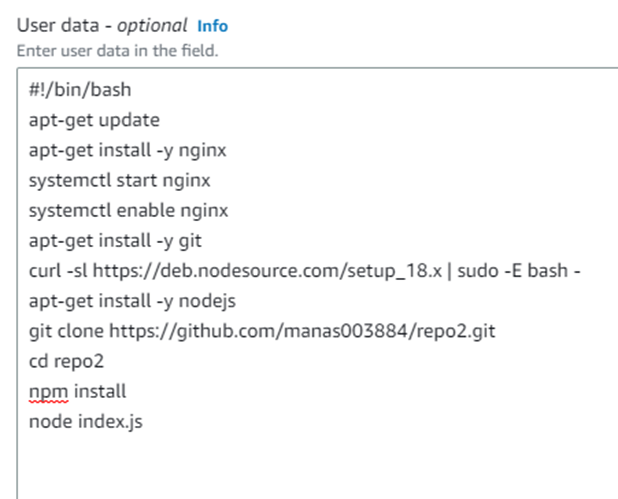 User data - optional Info
Enter user data in the field.
#!/bin/bash
apt-get update
apt-get install -y nginx
systemctl start nginx
systemctl enable nginx
apt-get install -y git
curl -sl https://deb.nodesource.com/setup_18.x | sudo -E bash -
apt-get install -y nodejs
git clone https://github.com/manas003884/repo2.git
cd repo2
npm install
node index.js